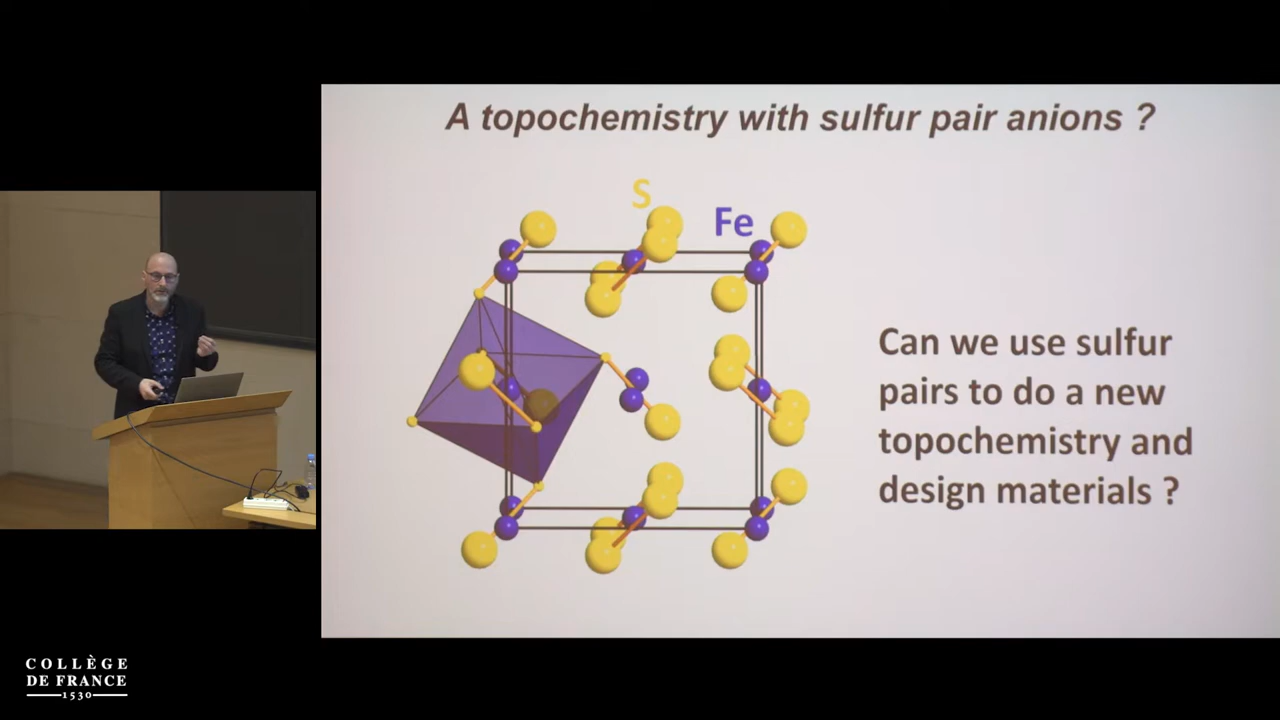 A topochemistry with sulfur pair anions ?
S
Fe
Can we use sulfur
pairs to do a new
topochemistry and
design materials ?
COLLÈGE
DE FRANCE
1530